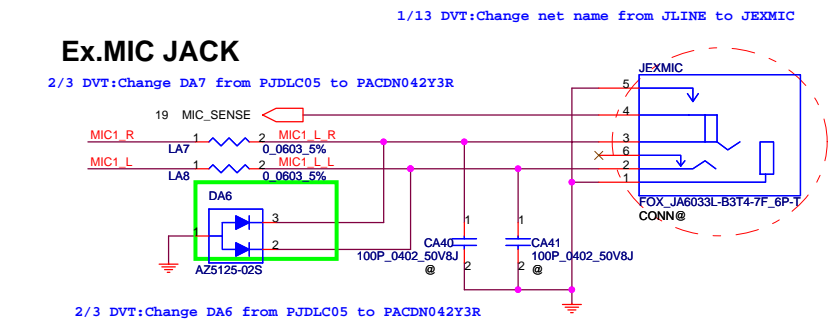 1/13 DVT:Change net name from JLINE to JEXMIC
Ex.MIC JACK
2/3 DVT:Change DA7 from PJDLC05 to PACDN042Y3R
JEXMIC
5
19 MIC_SENSE
4
MIC1_R
1
2
MIC1_L_R
3
LA7
0_0603_5%
6
MIC1_L
1
2
MIC1_L_L
2
LA8
0_0603_5%
1
DA6
FOX_JA6033L-B3T4-7F_6P-T
CONN@
3
1
1
1
2
CA40
CA41
100P_0402_50V8J
100P_0402_50V8J
AZ5125-02S
2
2
@
@
2/3 DVT:Change DA6 from PJDLC05 to PACDN042Y3R